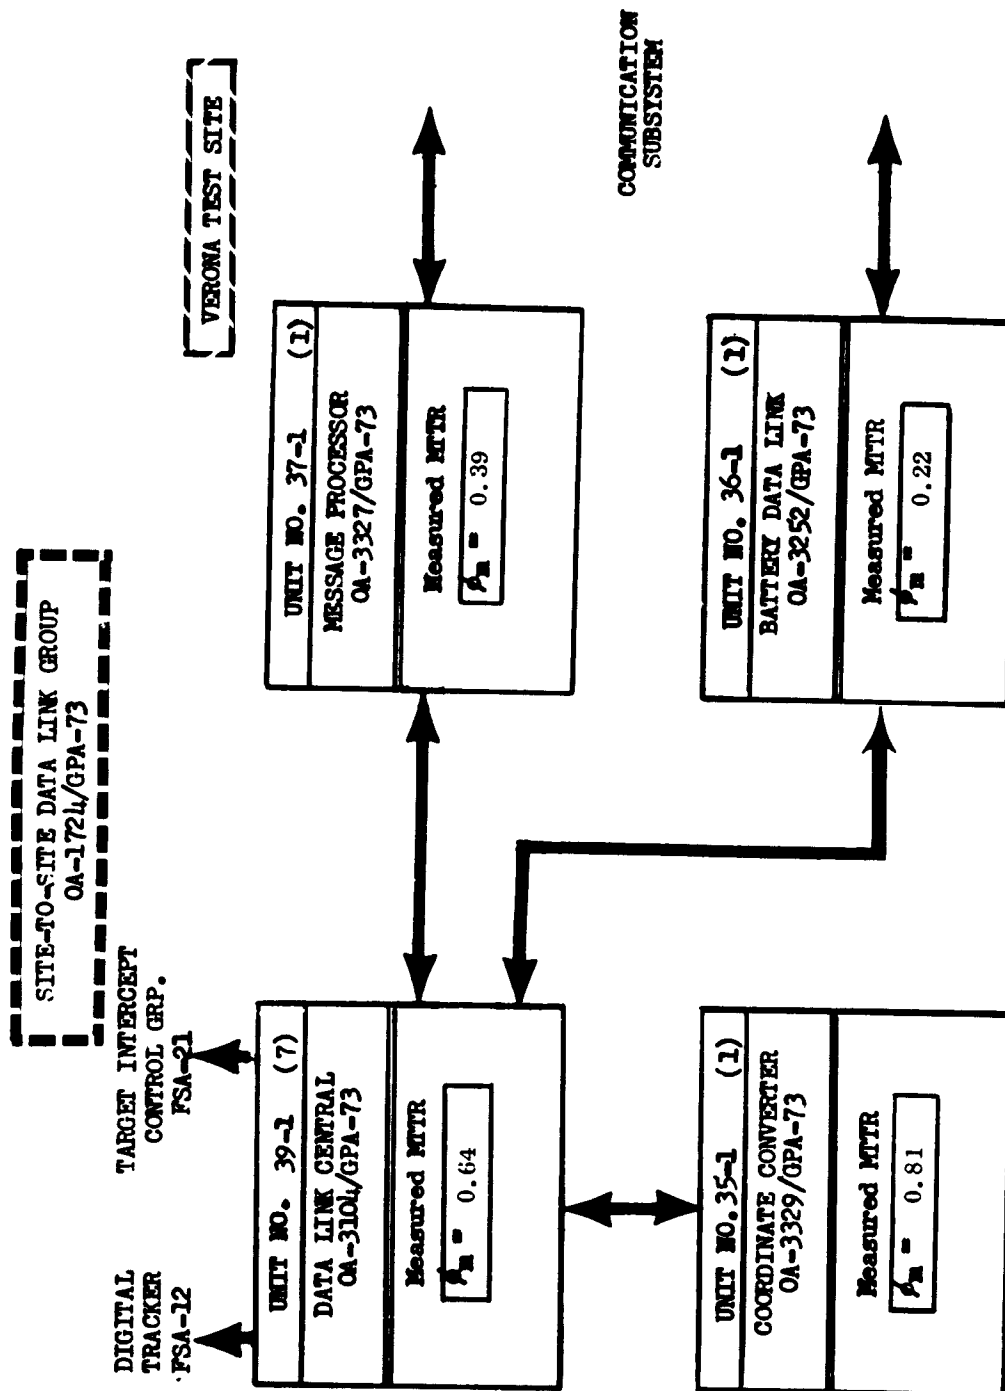 SITE-TO-SITE DATA LINK GROUP
OA-1724/GPA-73
VERONA TEST SITE
DIGITAL
TRACKER
FSA-12
TARGET INTERCEPT
CONTROL GRP.
FSA-21
UNIT NO. 39-1 (7)
DATA LINK CENTRAL
OA-3104/GPA-73
Measured MTTR
= 0.64
UNIT NO. 37-1 (1)
MESSAGE PROCESSOR
OA-3327/GPA-73
Measured MTTR
= 0.39
COMMUNICATION
SUBSYSTEM
UNIT NO.35-1 (1)
COORDINATE CONVERTER
OA-3329/GPA-73
Measured MTTR
= 0.81
UNIT NO. 36-1 (1)
BATTERY DATA LINK
OA-3252/GPA-73
Measured MTTR
= 0.22